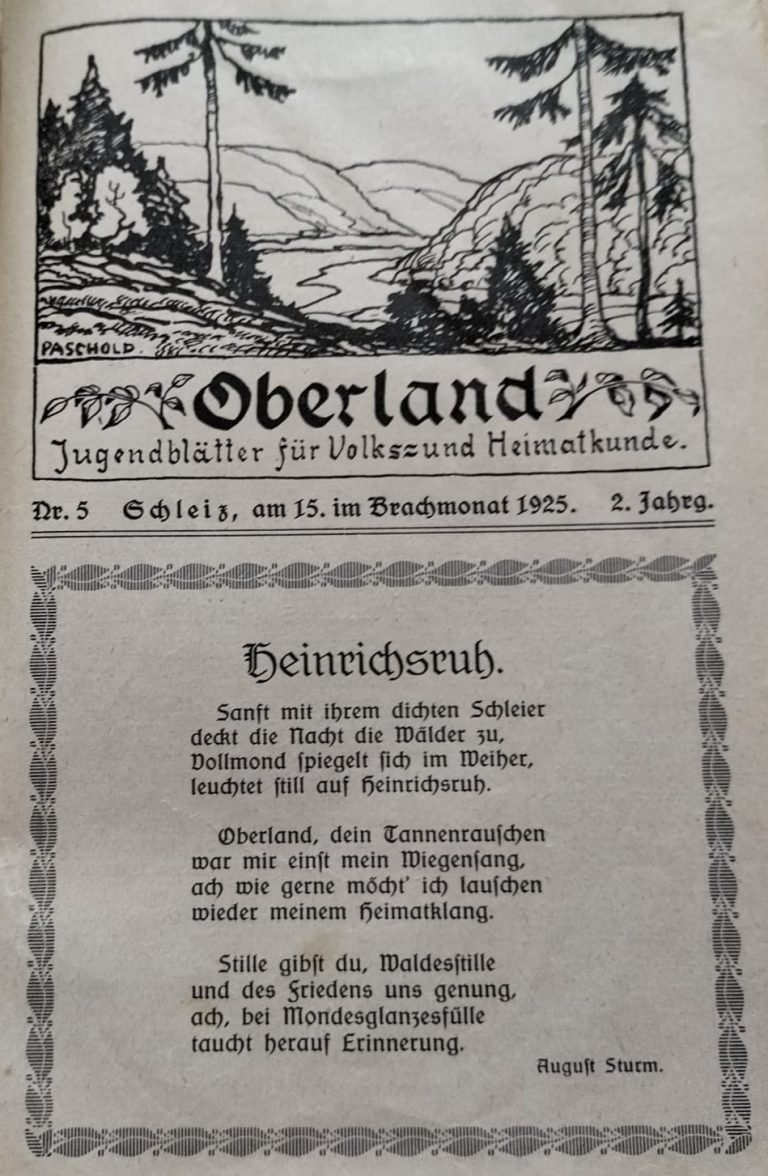 PASCHOLD.
Oberland
Jugendblätter für Volks=und Heimatkunde.
Nr. 5 Schleiz, am 15. im Brachmonat 1925. 2. Jahrg.
Heinrichsruh.
Sanft mit ihrem dichten Schleier
deckt die Nacht die Wälder zu,
Vollmond spiegelt sich im Weiher,
leuchtet still auf Heinrichsruh.
Oberland, dein Tannenrauschen
war mir einst mein Wiegensang,
ach wie gerne möcht' ich lauschen
wieder meinem Heimatklang.
Stille gibst du, Waldesstille
und des Friedens uns genung,
ach, bei Mondesglanzesfülle
taucht herauf Erinnerung.
August Sturm.